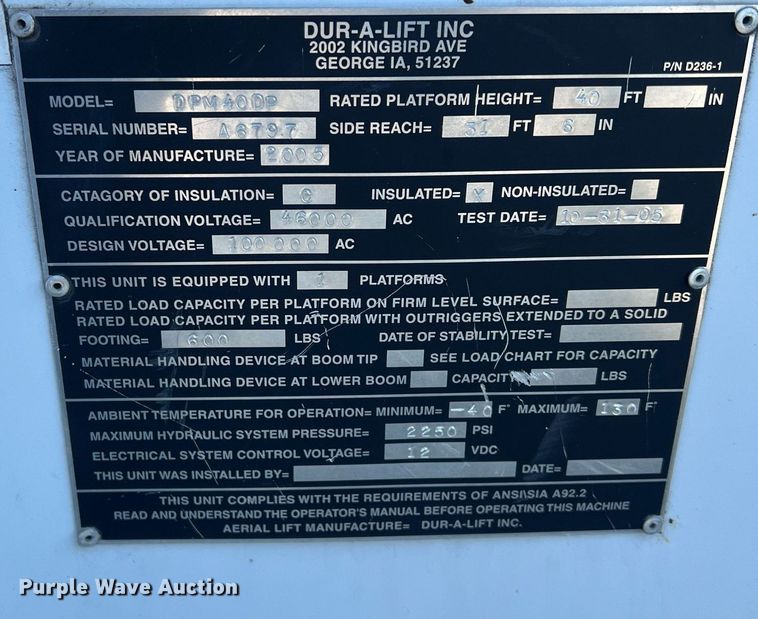 DUR-A-LIFT INC
2002 KINGBIRD AVE
GEORGE IA, 51237
P/N D236-1
MODEL= DPM40DP RATED PLATFORM HEIGHT= 40 FT IN
SERIAL NUMBER= A6797 SIDE REACH= 31 FT 6 IN
YEAR OF MANUFACTURE= 2005
CATAGORY OF INSULATION= C INSULATED= X NON-INSULATED=
QUALIFICATION VOLTAGE= 46000 AC TEST DATE= 10-31-05
DESIGN VOLTAGE= 100000 AC
THIS UNIT IS EQUIPPED WITH 1 PLATFORMS
RATED LOAD CAPACITY PER PLATFORM ON FIRM LEVEL SURFACE= LBS
RATED LOAD CAPACITY PER PLATFORM WITH OUTRIGGERS EXTENDED TO A SOLID
FOOTING= 600 LBS DATE OF STABILITY TEST=
MATERIAL HANDLING DEVICE AT BOOM TIP SEE LOAD CHART FOR CAPACITY
MATERIAL HANDLING DEVICE AT LOWER BOOM CAPACITY LBS
AMBIENT TEMPERATURE FOR OPERATION= MINIMUM= -40 F° MAXIMUM= 130 F°
MAXIMUM HYDRAULIC SYSTEM PRESSURE= 2250 PSI
ELECTRICAL SYSTEM CONTROL VOLTAGE= 12 VDC
THIS UNIT WAS INSTALLED BY= DATE=
THIS UNIT COMPLIES WITH THE REQUIREMENTS OF ANSI\SIA A92.2
READ AND UNDERSTAND THE OPERATOR'S MANUAL BEFORE OPERATING THIS MACHINE
AERIAL LIFT MANUFACTURE= DUR-A-LIFT INC.
Purple Wave Auction